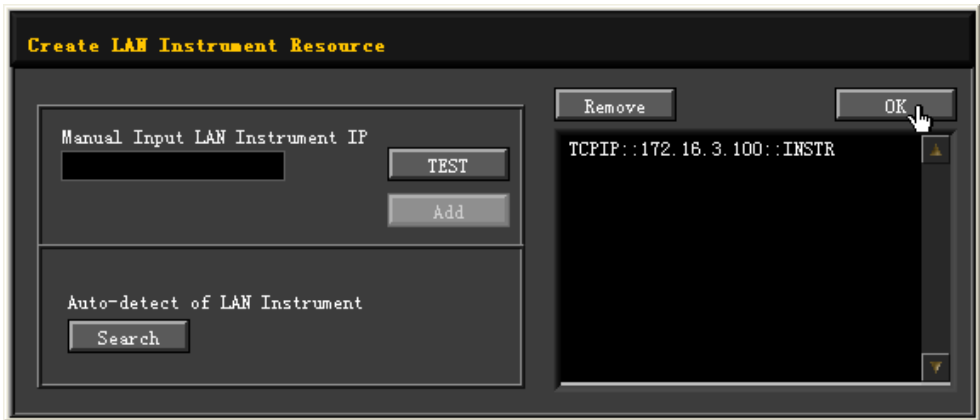 Create LAN Instrument Resource
Manual Input LAN Instrument IP
TEST
Add
Auto-detect of LAN Instrument
Search
Remove
OK
TCPIP::172.16.3.100::INSTR